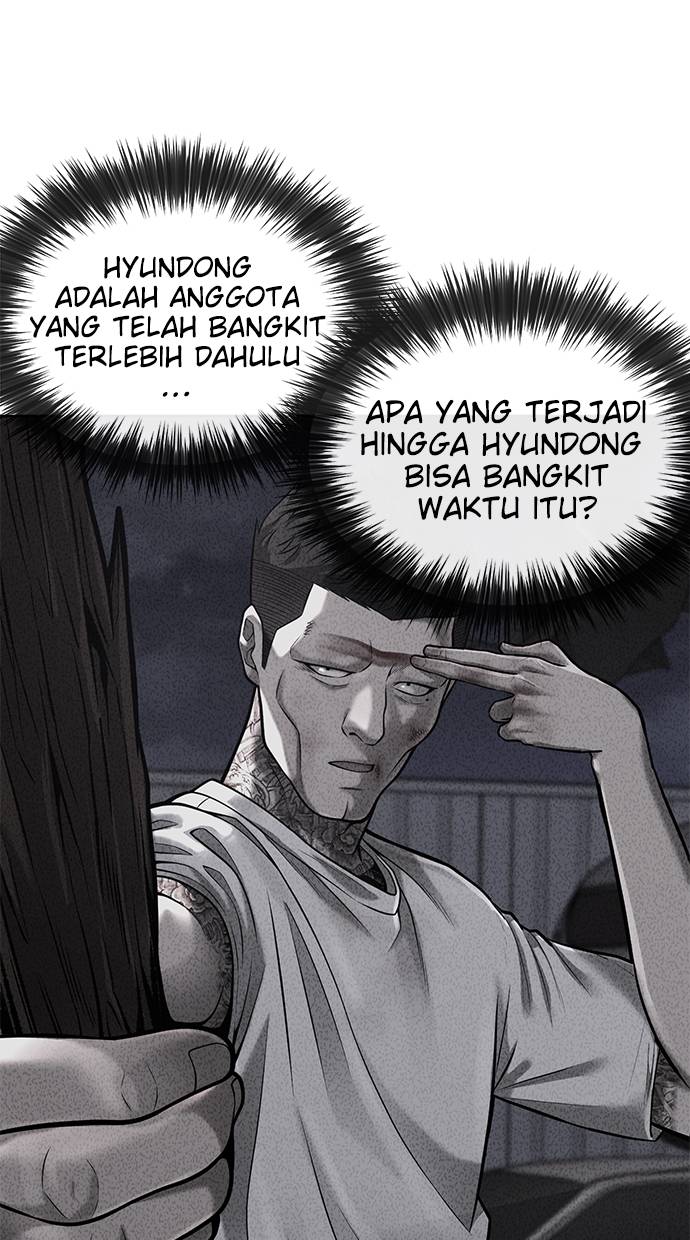 HYUNDONG
ADALAH ANGGOTA
YANG TELAH BANGKIT
TERLEBIH DAHULU
...
APA YANG TERJADI
HINGGA HYUNDONG
BISA BANGKIT
WAKTU ITU?